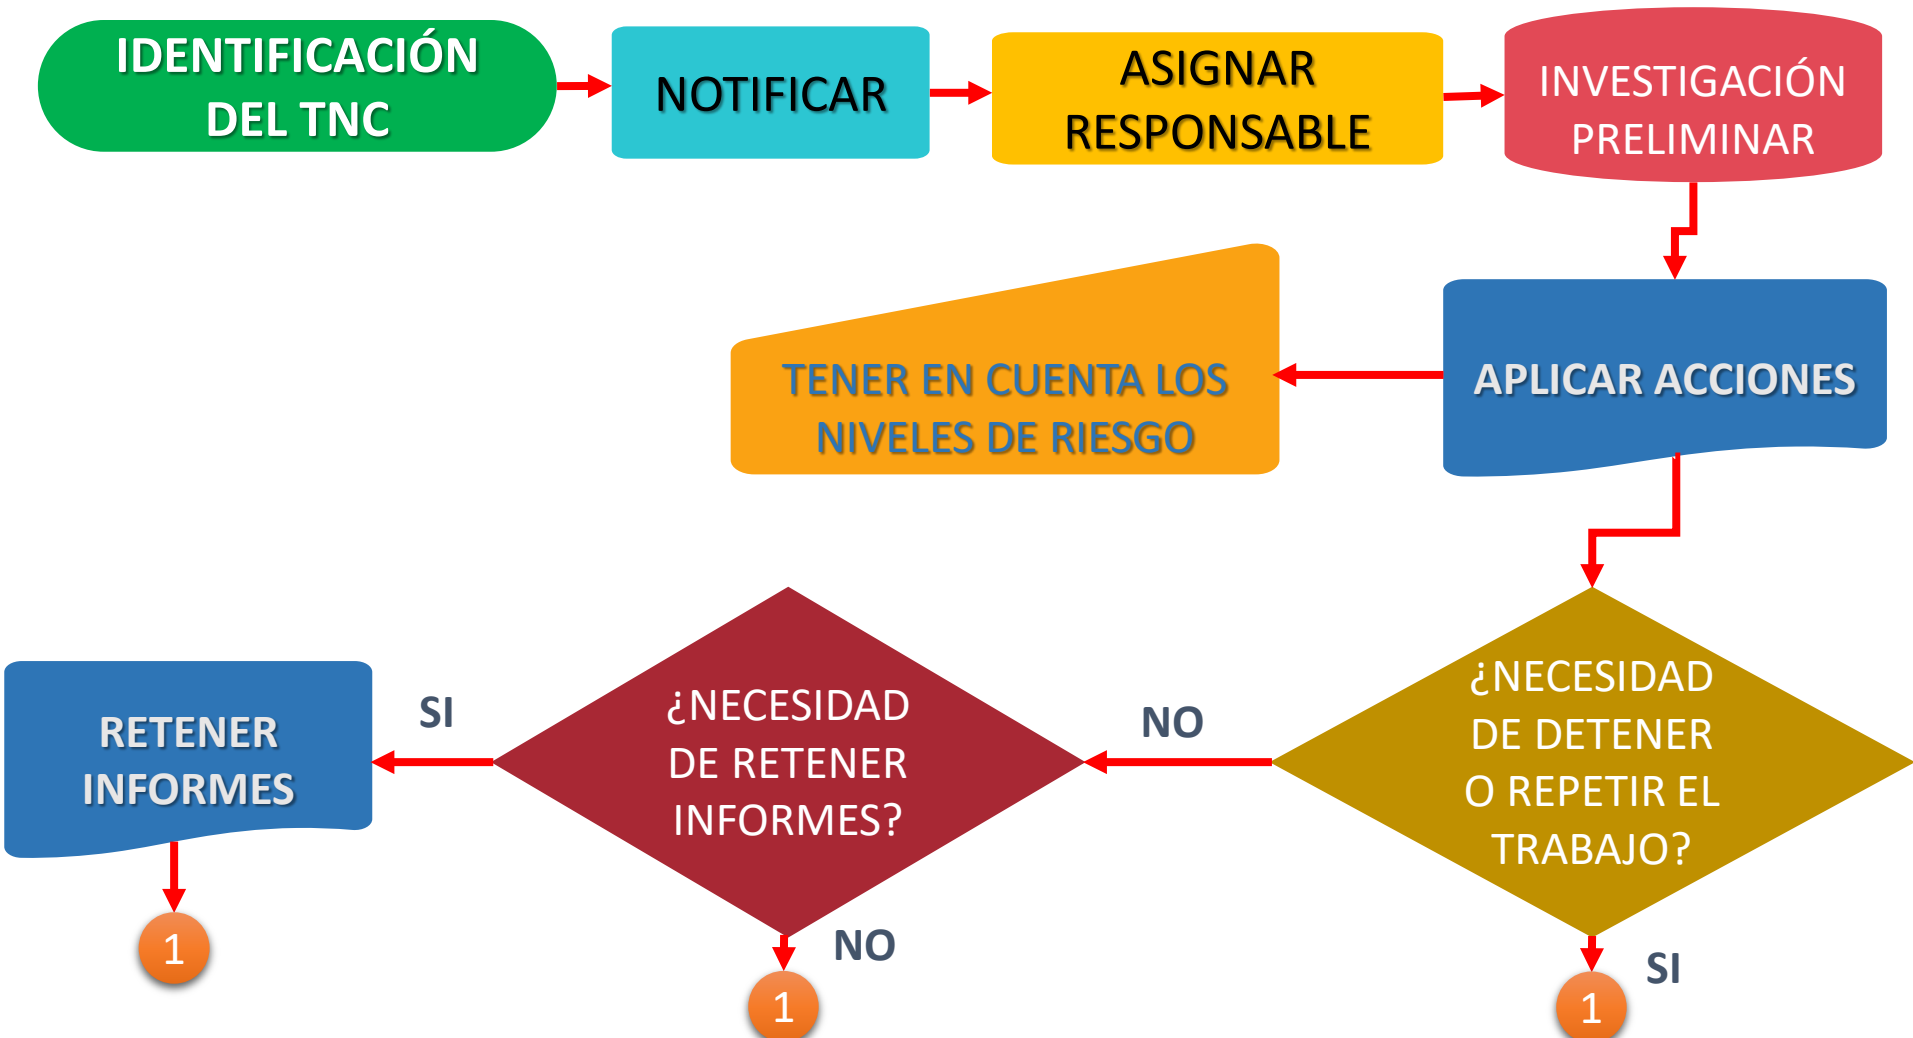 IDENTIFICACIÓN
DEL TNC
NOTIFICAR
ASIGNAR
RESPONSABLE
INVESTIGACIÓN
PRELIMINAR
TENER EN CUENTA LOS
NIVELES DE RIESGO
APLICAR ACCIONES
RETENER
INFORMES
SI
¿NECESIDAD
DE RETENER
INFORMES?
NO
¿NECESIDAD
DE DETENER
O REPETIR EL
TRABAJO?
1
1
NO
1
SI